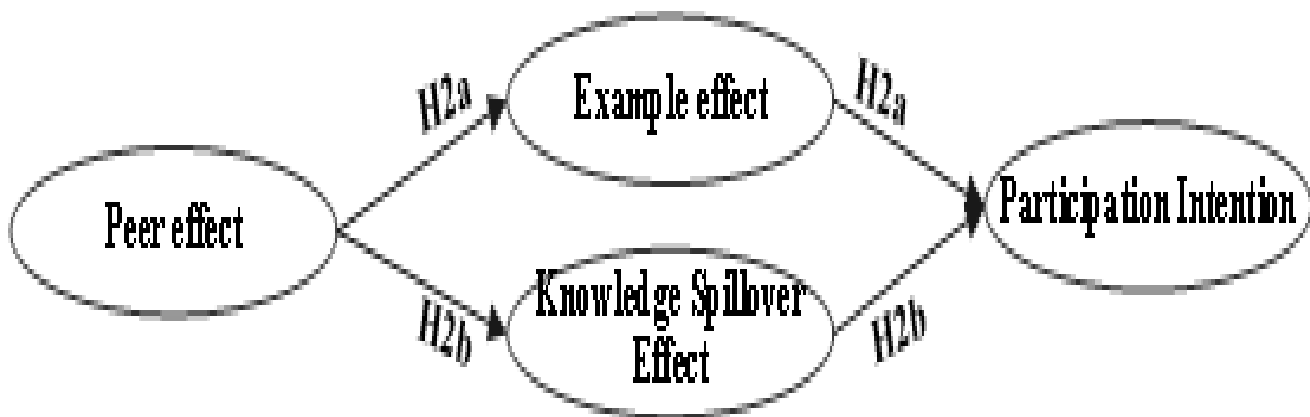 H2a
Example effect
H2a
Peer effect
Participation Intention
H2b
Knowledge Spillover
Effect
H2b